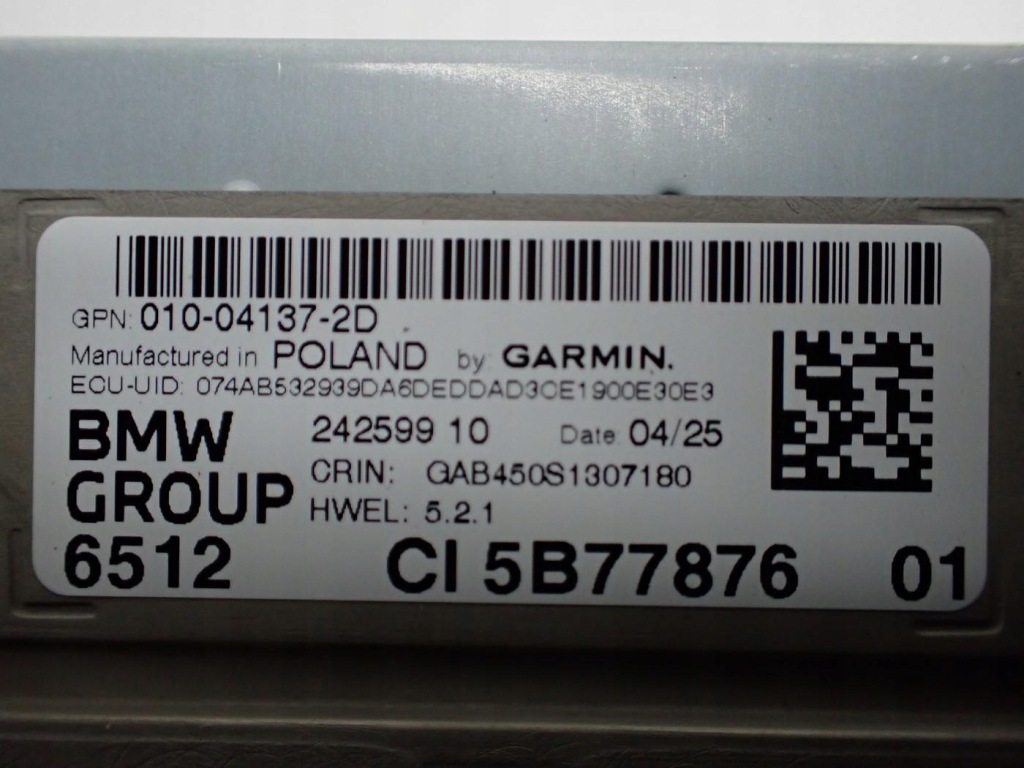 GPN: 010-04137-2D
Manufactured in POLAND by GARMIN.
ECU-UID: 074AB532939DA6DEDDAD3CE1900E30E3
BMW GROUP
242599 10 Date: 04/25
CRIN: GAB450S1307180
HWEL: 5.2.1
6512 CI 5B77876 01